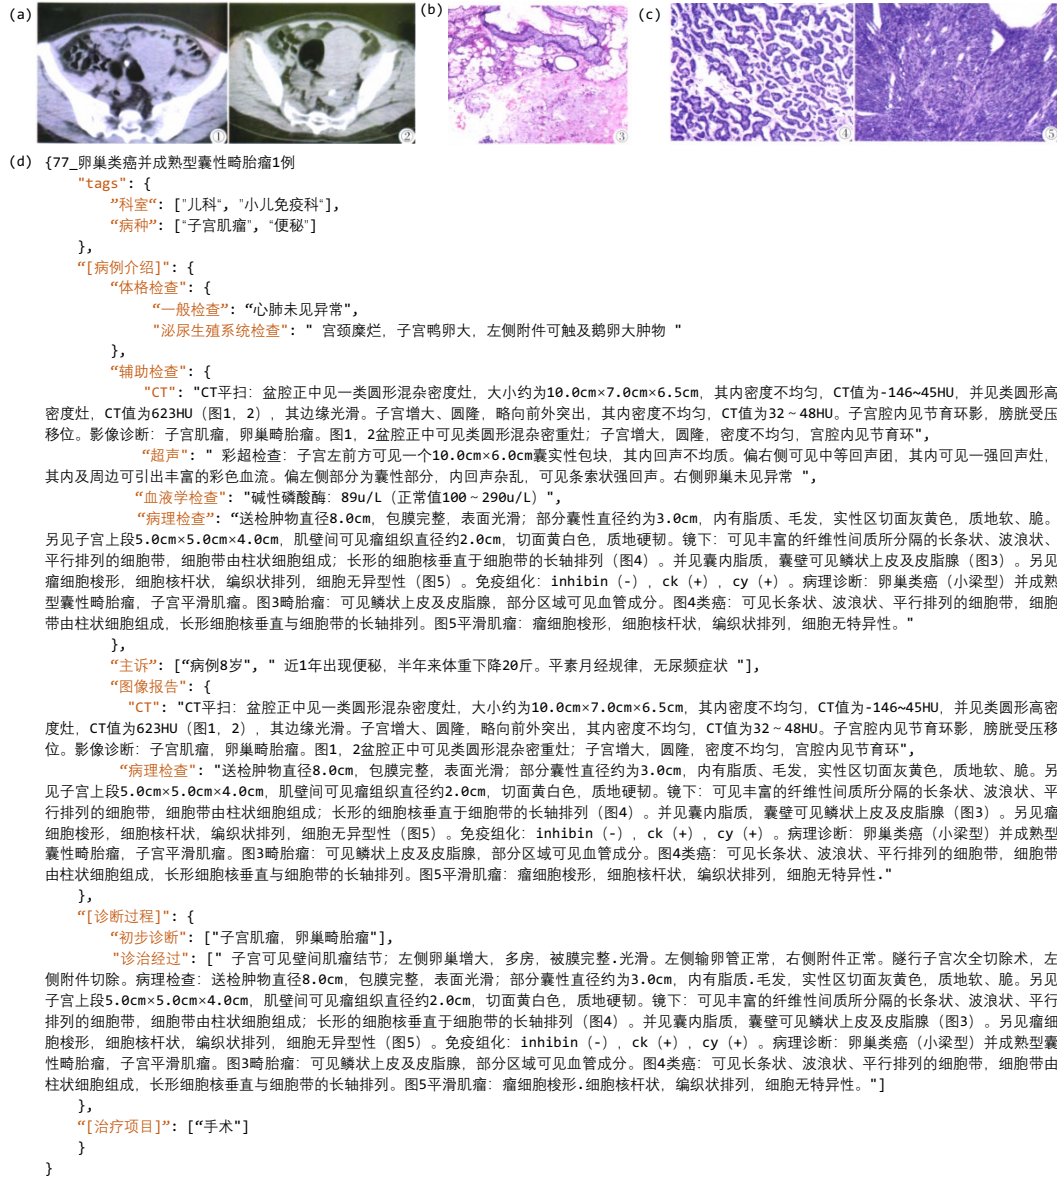 (a)
(b)
(c)
①
②
③
④
⑤
(d) {77_卵巢类癌并成熟型囊性畸胎瘤1例
"tags": {
”科室“: [”儿科“, ”小儿免疫科“],
“病种”: [“子宫肌瘤”, “便秘”]
},
“[病例介绍]": {
“体格检查": {
“一般检查”: “心肺未见异常",
"泌尿生殖系统检查": " 宫颈糜烂，子宫鸭卵大，左侧附件可触及鹅卵大肿物 "
},
“辅助检查": {
"CT": "CT平扫：盆腔正中见一类圆形混杂密度灶，大小约为10.0cm×7.0cm×6.5cm，其内密度不均匀，CT值为-146~45HU，并见类圆形高
密度灶，CT值为623HU（图1，2），其边缘光滑。子宫增大、圆隆，略向前外突出，其内密度不均匀，CT值为32～48HU。子宫腔内见节育环影，膀胱受压
移位。影像诊断：子宫肌瘤，卵巢畸胎瘤。图1，2盆腔正中可见类圆形混杂密重灶；子宫增大，圆隆，密度不均匀，宫腔内见节育环",
“超声": " 彩超检查：子宫左前方可见一个10.0cm×6.0cm囊实性包块，其内回声不均质。偏右侧可见中等回声团，其内可见一强回声灶，
其内及周边可引出丰富的彩色血流。偏左侧部分为囊性部分，内回声杂乱，可见条索状强回声。右侧卵巢未见异常 ",
“血液学检查": "碱性磷酸酶：89u/L（正常值100～290u/L）",
“病理检查": “送检肿物直径8.0cm，包膜完整，表面光滑；部分囊性直径约为3.0cm，内有脂质、毛发，实性区切面灰黄色，质地软、脆。
另见子宫上段5.0cm×5.0cm×4.0cm，肌壁间可见瘤组织直径约2.0cm，切面黄白色，质地硬韧。镜下：可见丰富的纤维性间质所分隔的长条状、波浪状、
平行排列的细胞带，细胞带由柱状细胞组成；长形的细胞核垂直于细胞带的长轴排列（图4）。并见囊内脂质，囊壁可见鳞状上皮及皮脂腺（图3）。另见
瘤细胞梭形，细胞核杆状，编织状排列，细胞无异型性（图5）。免疫组化：inhibin（-）,ck（+）,cy（+）。病理诊断：卵巢类癌（小梁型）并成熟
型囊性畸胎瘤，子宫平滑肌瘤。图3畸胎瘤：可见鳞状上皮及皮脂腺，部分区域可见血管成分。图4类癌：可见长条状、波浪状、平行排列的细胞带，细胞
带由柱状细胞组成，长形细胞核垂直与细胞带的长轴排列。图5平滑肌瘤：瘤细胞梭形，细胞核杆状，编织状排列，细胞无特异性。"
},
“主诉": [“病例8岁", " 近1年出现便秘，半年来体重下降20斤。平素月经规律，无尿频症状 "],
“图像报告": {
"CT": "CT平扫：盆腔正中见一类圆形混杂密度灶，大小约为10.0cm×7.0cm×6.5cm，其内密度不均匀，CT值为-146~45HU，并见类圆形高密
度灶，CT值为623HU（图1，2），其边缘光滑。子宫增大、圆隆，略向前外突出，其内密度不均匀，CT值为32～48HU。子宫腔内见节育环影，膀胱受压移
位。影像诊断：子宫肌瘤，卵巢畸胎瘤。图1，2盆腔正中可见类圆形混杂密重灶；子宫增大，圆隆，密度不均匀，宫腔内见节育环",
“病理检查": "送检肿物直径8.0cm，包膜完整，表面光滑；部分囊性直径约为3.0cm，内有脂质、毛发，实性区切面灰黄色，质地软、脆。另
见子宫上段5.0cm×5.0cm×4.0cm，肌壁间可见瘤组织直径约2.0cm，切面黄白色，质地硬韧。镜下：可见丰富的纤维性间质所分隔的长条状、波浪状、平
行排列的细胞带，细胞带由柱状细胞组成；长形的细胞核垂直于细胞带的长轴排列（图4）。并见囊内脂质，囊壁可见鳞状上皮及皮脂腺（图3）。另见瘤
细胞梭形，细胞核杆状，编织状排列，细胞无异型性（图5）。免疫组化：inhibin（-）,ck（+）,cy（+）。病理诊断：卵巢类癌（小梁型）并成熟型
囊性畸胎瘤，子宫平滑肌瘤。图3畸胎瘤：可见鳞状上皮及皮脂腺，部分区域可见血管成分。图4类癌：可见长条状、波浪状、平行排列的细胞带，细胞带
由柱状细胞组成，长形细胞核垂直与细胞带的长轴排列。图5平滑肌瘤：瘤细胞梭形，细胞核杆状，编织状排列，细胞无特异性."
},
“[诊断过程]": {
“初步诊断": ["子宫肌瘤，卵巢畸胎瘤"],
"诊治经过": [" 子宫可见壁间肌瘤结节；左侧卵巢增大，多房，被膜完整.光滑。左侧输卵管正常，右侧附件正常。隧行子宫次全切除术，左
侧附件切除。病理检查：送检肿物直径8.0cm，包膜完整，表面光滑；部分囊性直径约为3.0cm，内有脂质.毛发，实性区切面灰黄色，质地软、脆。另见
子宫上段5.0cm×5.0cm×4.0cm，肌壁间可见瘤组织直径约2.0cm，切面黄白色，质地硬韧。镜下：可见丰富的纤维性间质所分隔的长条状、波浪状、平行
排列的细胞带，细胞带由柱状细胞组成；长形的细胞核垂直于细胞带的长轴排列（图4）。并见囊内脂质，囊壁可见鳞状上皮及皮脂腺（图3）。另见瘤细
胞梭形，细胞核杆状，编织状排列，细胞无异型性（图5）。免疫组化：inhibin（-）,ck（+）,cy（+）。病理诊断：卵巢类癌（小梁型）并成熟型囊
性畸胎瘤，子宫平滑肌瘤。图3畸胎瘤：可见鳞状上皮及皮脂腺，部分区域可见血管成分。图4类癌：可见长条状、波浪状、平行排列的细胞带，细胞带由
柱状细胞组成，长形细胞核垂直与细胞带的长轴排列。图5平滑肌瘤：瘤细胞梭形.细胞核杆状，编织状排列，细胞无特异性。"]
},
“[治疗项目]”: [“手术"]
}
}